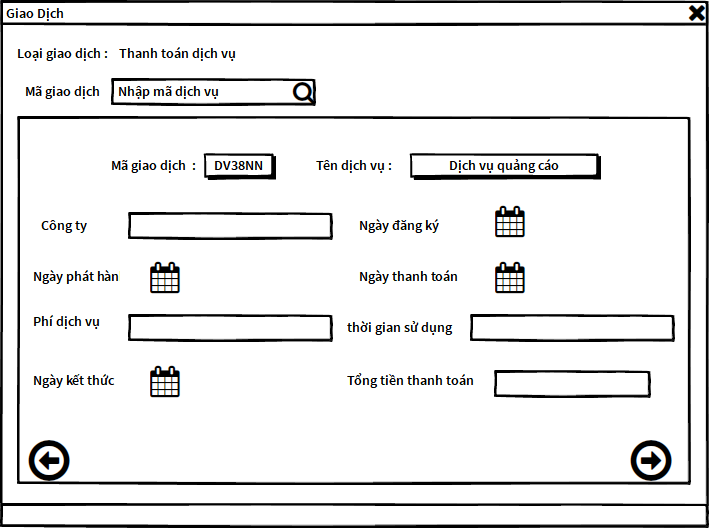 Giao Dịch
Loại giao dịch : Thanh toán dịch vụ
Mã giao dịch Nhập mã dịch vụ
Mã giao dịch : DV38NN Tên dịch vụ : Dịch vụ quảng cáo
Công ty Ngày đăng ký
Ngày phát hàn Ngày thanh toán
Phí dịch vụ thời gian sử dụng
Ngày kết thức Tổng tiền thanh toán